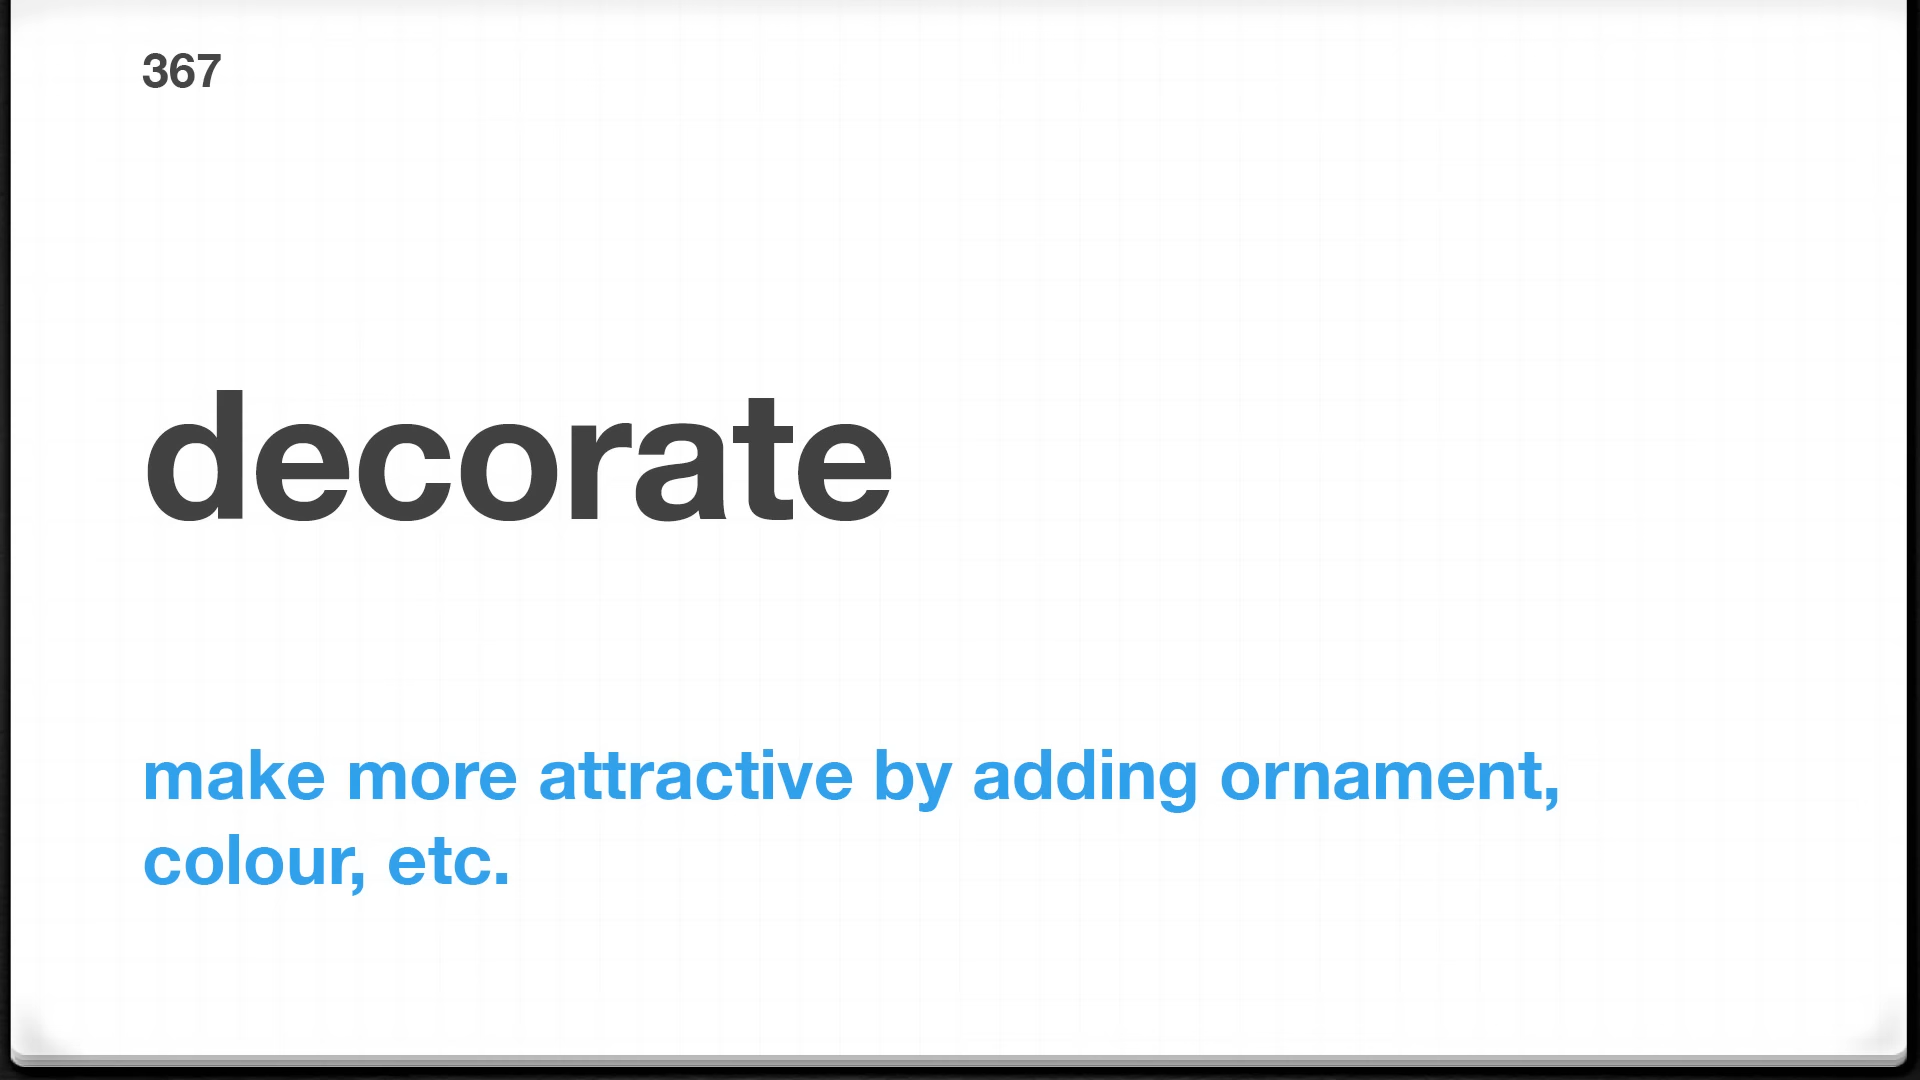 367
decorate
make more attractive by adding ornament,
colour, etc.